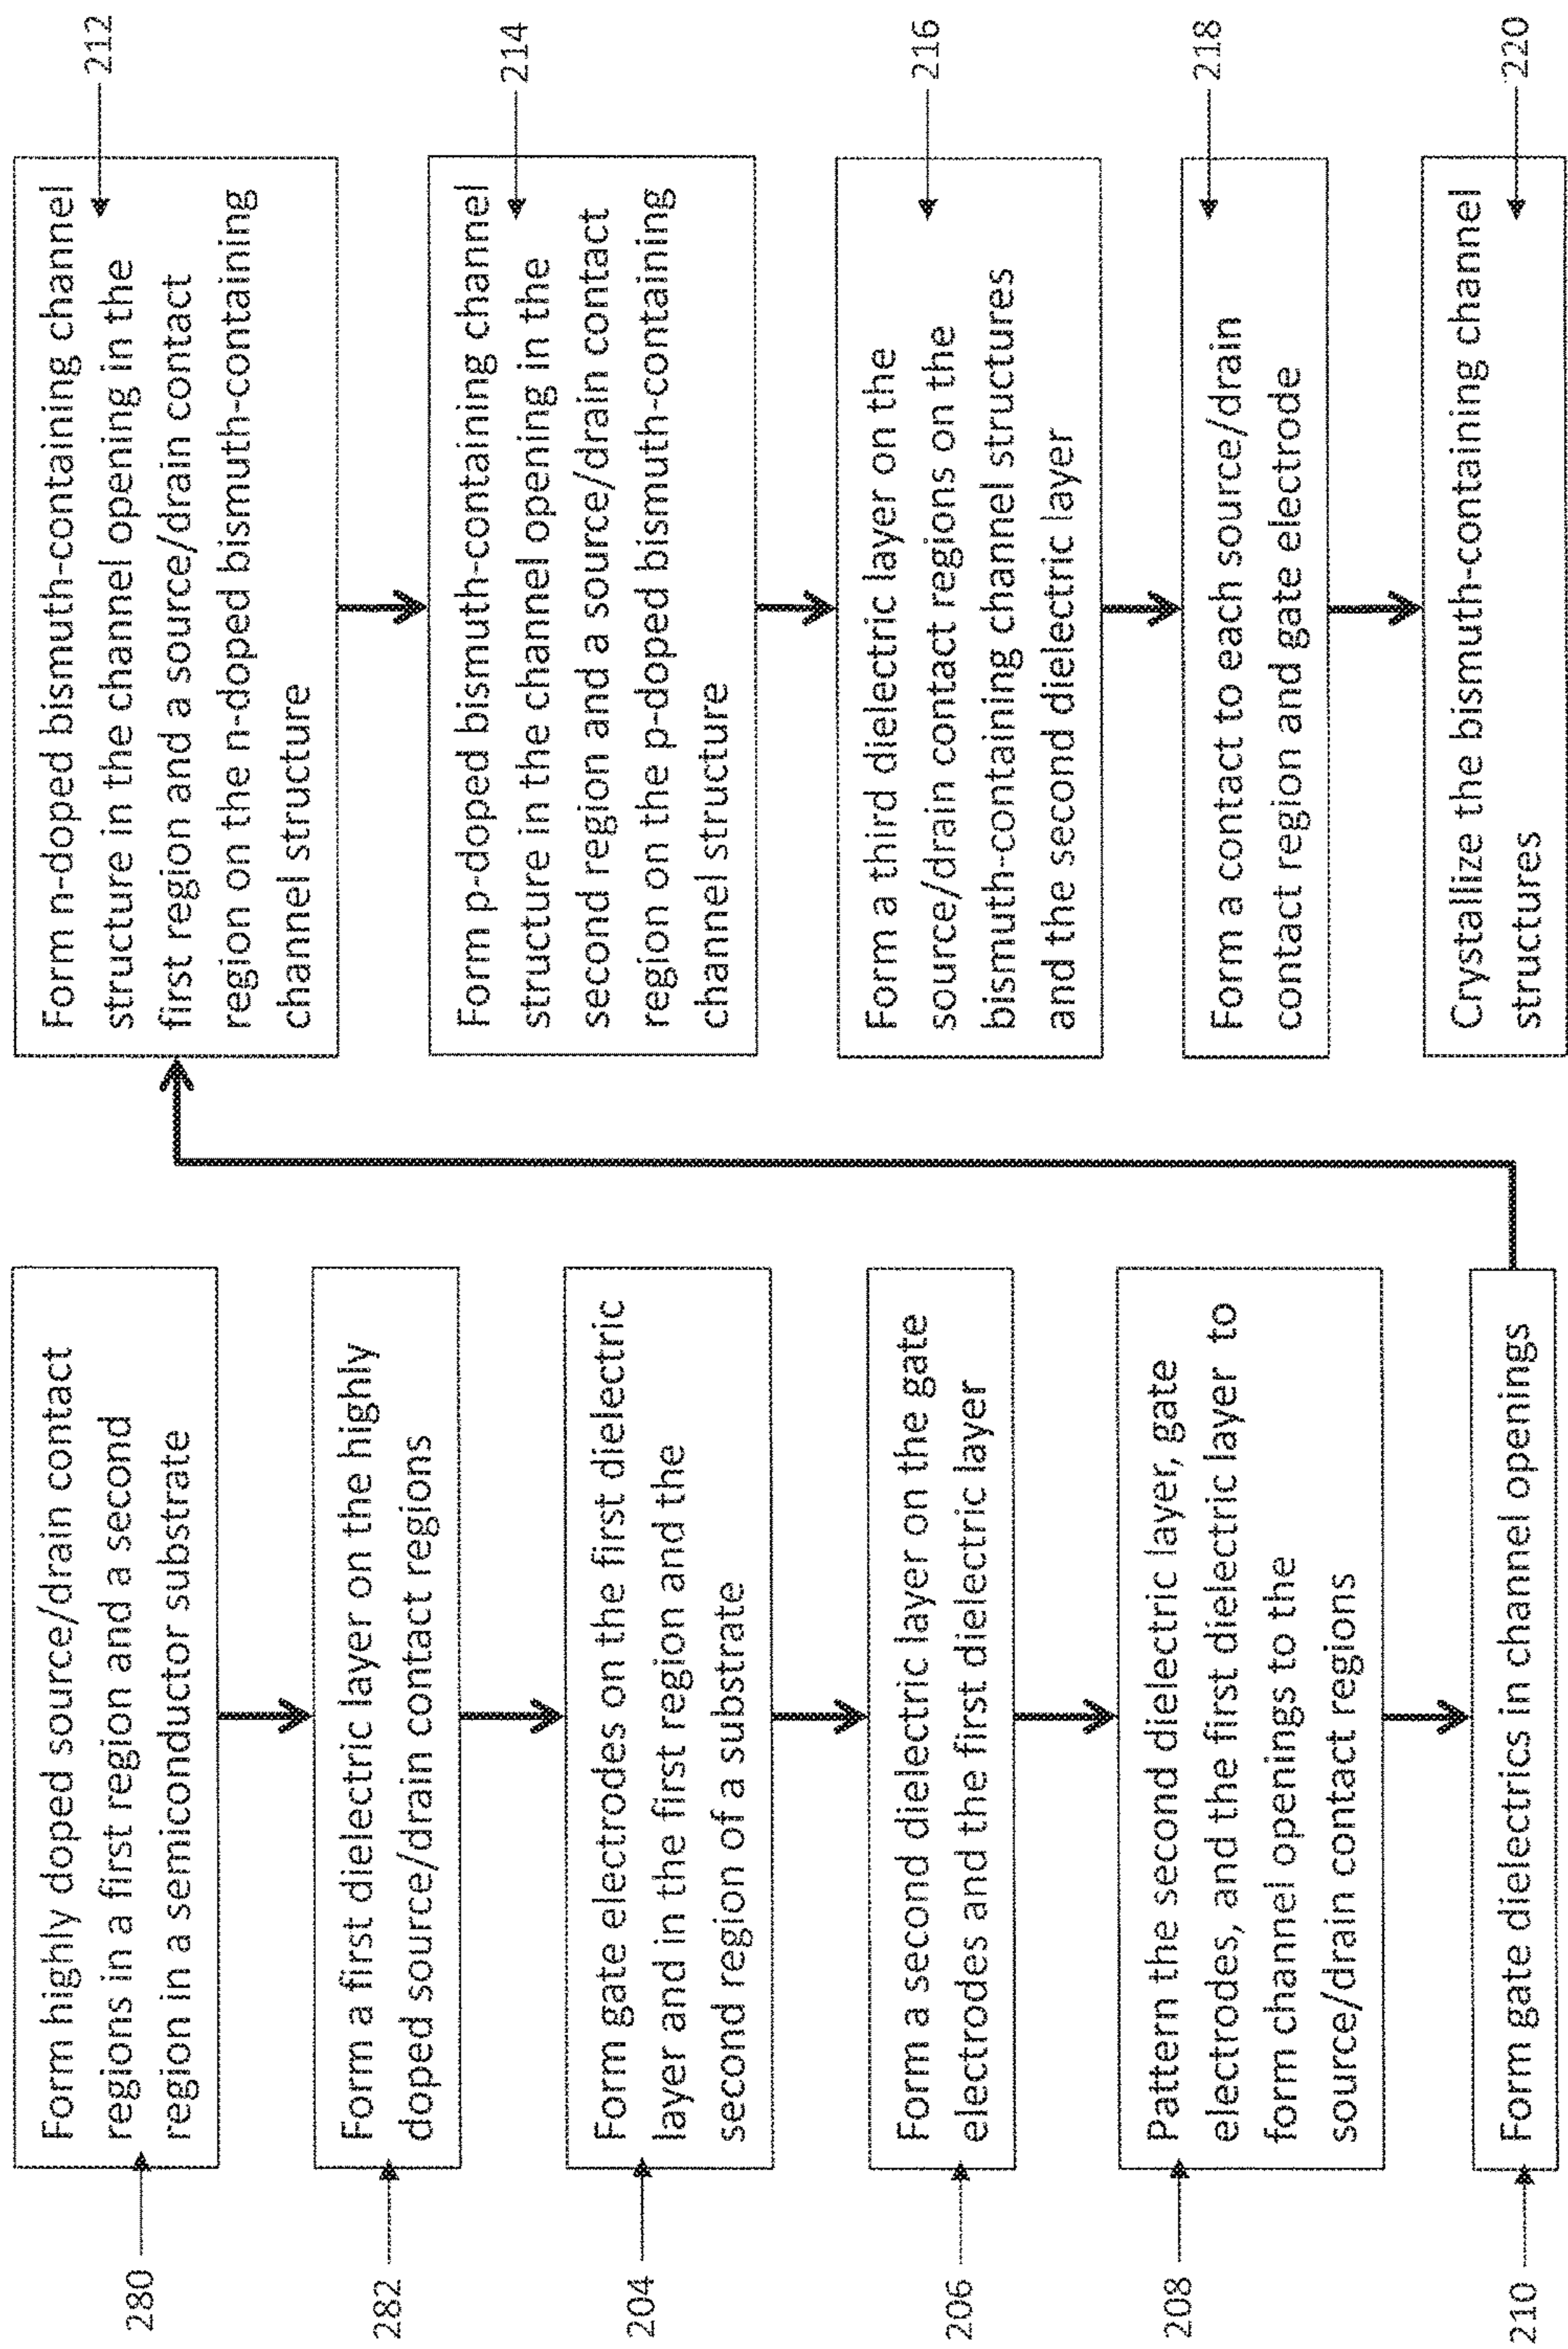 280
Form highly doped source/drain contact
regions in a first region and a second
region in a semiconductor substrate
282
Form a first dielectric layer on the highly
doped source/drain contact regions
204
Form gate electrodes on the first dielectric
layer and in the first region and the
second region of a substrate
206
Form a second dielectric layer on the gate
electrodes and the first dielectric layer
208
Pattern the second dielectric layer, gate
electrodes, and the first dielectric layer to
form channel openings to the
source/drain contact regions
210
Form gate dielectrics in channel openings
Form n-doped bismuth-containing channel
structure in the channel opening in the
first region and a source/drain contact
region on the n-doped bismuth-containing
channel structure
212
Form p-doped bismuth-containing channel
structure in the channel opening in the
second region and a source/drain contact
region on the p-doped bismuth-containing
channel structure
214
Form a third dielectric layer on the
source/drain contact regions on the
bismuth-containing channel structures
and the second dielectric layer
216
Form a contact to each source/drain
contact region and gate electrode
218
Crystallize the bismuth-containing channel
structures
220